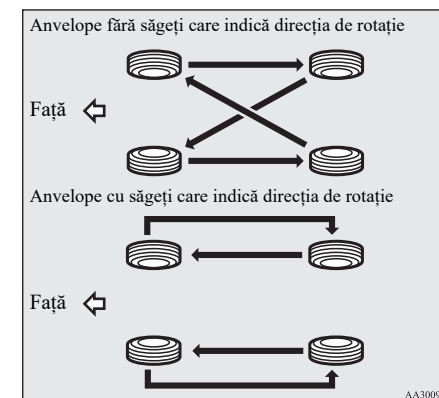 Anvelope fără săgeți care indică direcția de rotație
Față
Anvelope cu săgeți care indică direcția de rotație
Față
AA3009